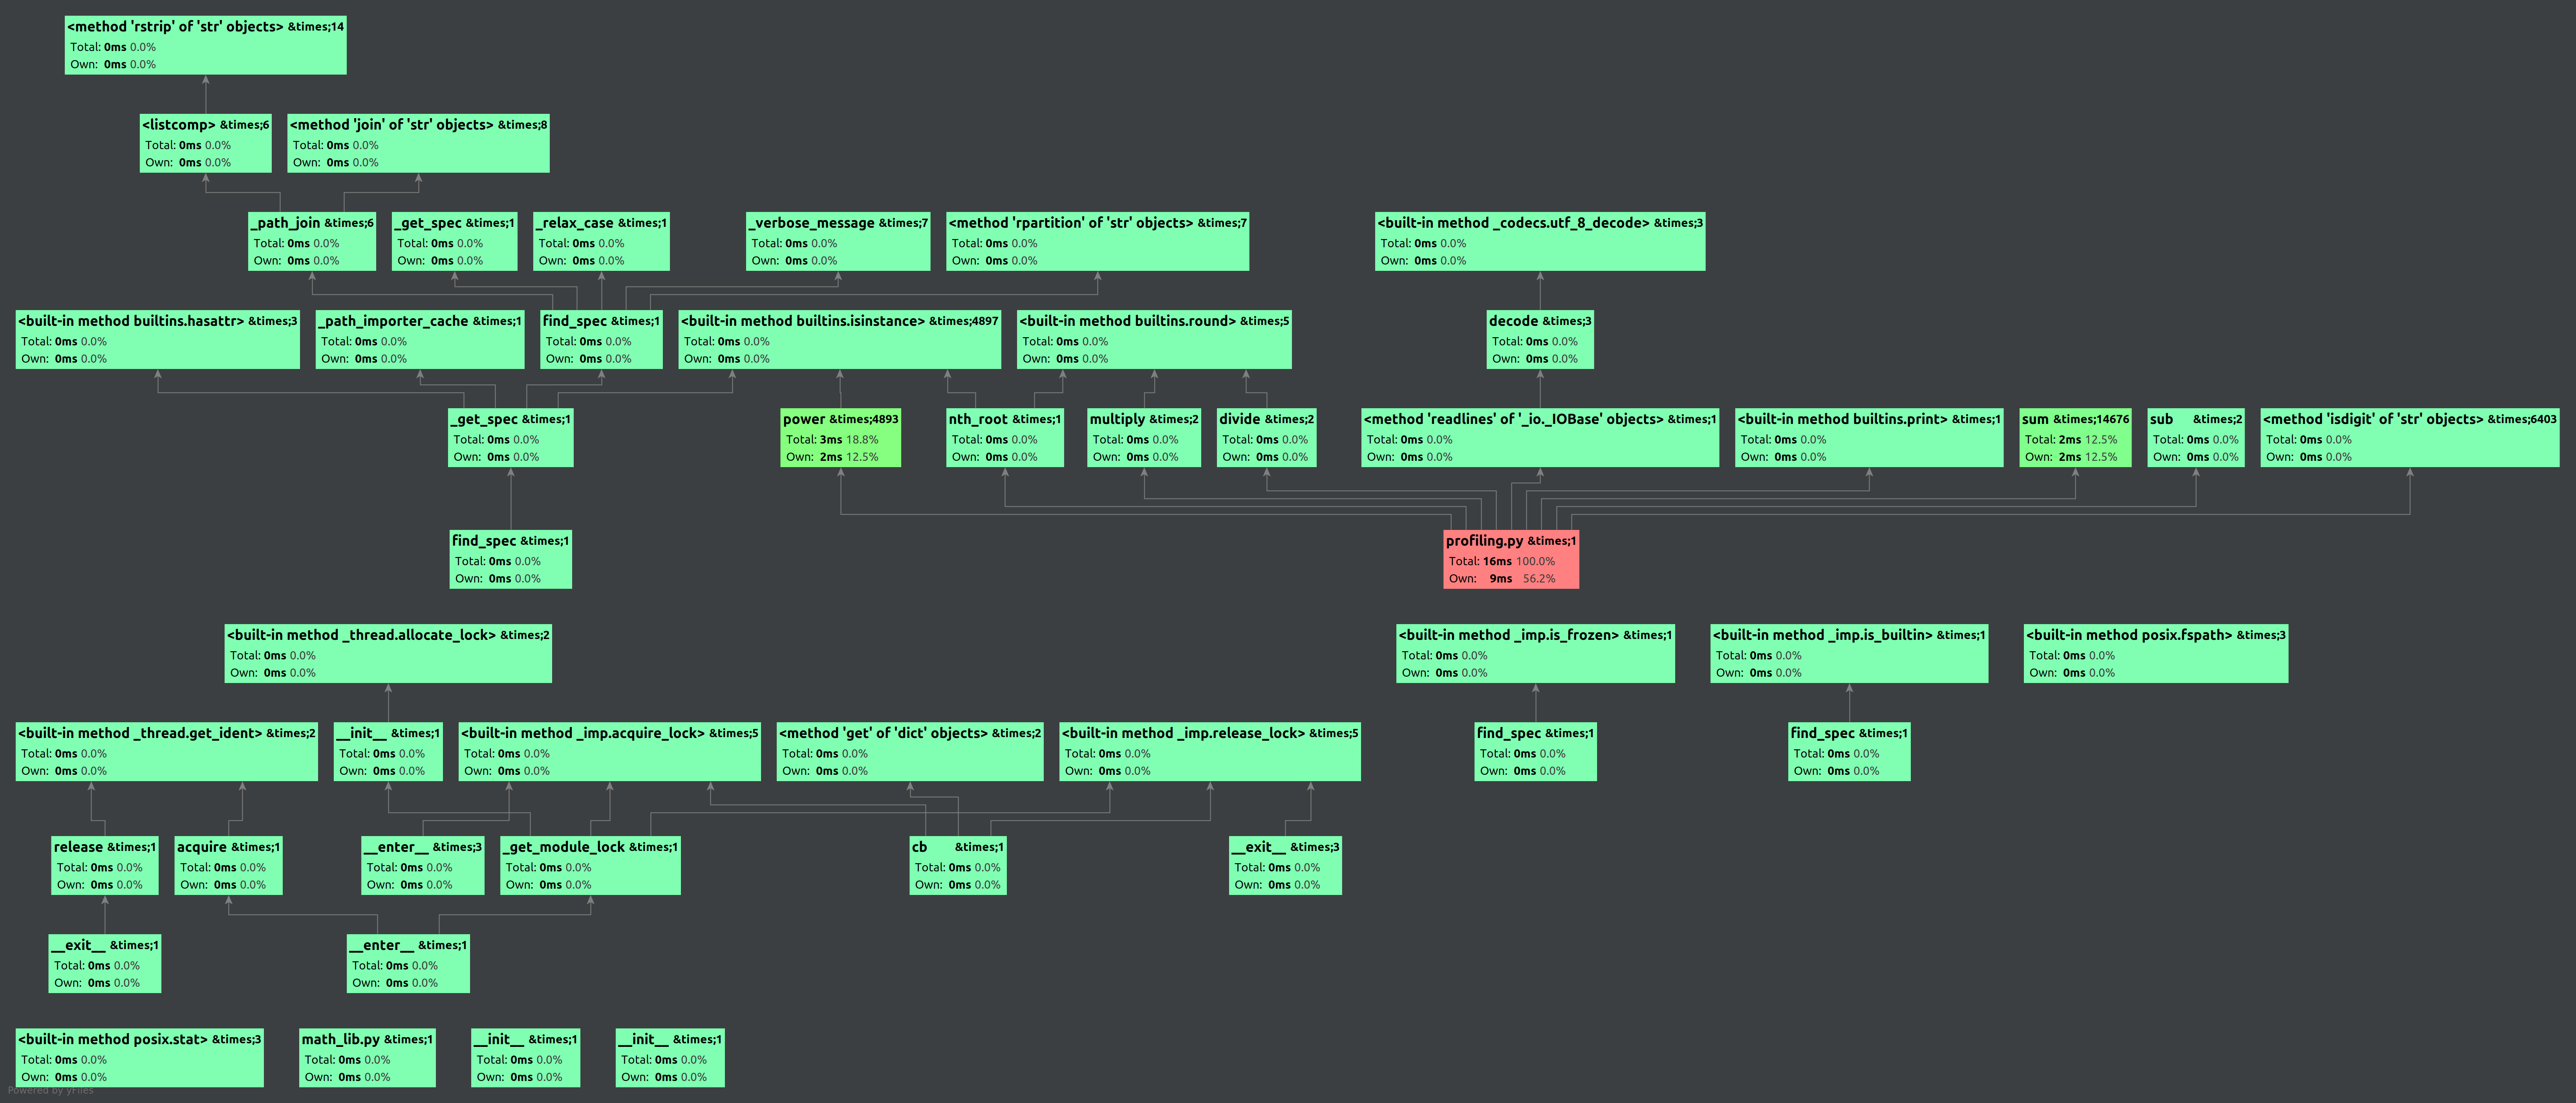 <method 'rstrip' of 'str' objects> &times;14
Total: 0ms 0.0%
Own: 0ms 0.0%
<listcomp> &times;6
Total: 0ms 0.0%
Own: 0ms 0.0%
<method 'join' of 'str' objects> &times;8
Total: 0ms 0.0%
Own: 0ms 0.0%
_path_join &times;6
Total: 0ms 0.0%
Own: 0ms 0.0%
_get_spec &times;1
Total: 0ms 0.0%
Own: 0ms 0.0%
_relax_case &times;1
Total: 0ms 0.0%
Own: 0ms 0.0%
_verbose_message &times;7
Total: 0ms 0.0%
Own: 0ms 0.0%
<method 'rpartition' of 'str' objects> &times;7
Total: 0ms 0.0%
Own: 0ms 0.0%
<built-in method _codecs.utf_8_decode> &times;3
Total: 0ms 0.0%
Own: 0ms 0.0%
<built-in method builtins.hasattr> &times;3
Total: 0ms 0.0%
Own: 0ms 0.0%
_path_importer_cache &times;1
Total: 0ms 0.0%
Own: 0ms 0.0%
find_spec &times;1
Total: 0ms 0.0%
Own: 0ms 0.0%
<built-in method builtins.isinstance> &times;4897
Total: 0ms 0.0%
Own: 0ms 0.0%
<built-in method builtins.round> &times;5
Total: 0ms 0.0%
Own: 0ms 0.0%
decode &times;3
Total: 0ms 0.0%
Own: 0ms 0.0%
_get_spec &times;1
Total: 0ms 0.0%
Own: 0ms 0.0%
power &times;4893
Total: 3ms 18.8%
Own: 2ms 12.5%
nth_root &times;1
Total: 0ms 0.0%
Own: 0ms 0.0%
multiply &times;2
Total: 0ms 0.0%
Own: 0ms 0.0%
divide &times;2
Total: 0ms 0.0%
Own: 0ms 0.0%
<method 'readlines' of '_io._IOBase' objects> &times;1
Total: 0ms 0.0%
Own: 0ms 0.0%
<built-in method builtins.print> &times;1
Total: 0ms 0.0%
Own: 0ms 0.0%
sum &times;14676
Total: 2ms 12.5%
Own: 2ms 12.5%
sub &times;2
Total: 0ms 0.0%
Own: 0ms 0.0%
<method 'isdigit' of 'str' objects> &times;6403
Total: 0ms 0.0%
Own: 0ms 0.0%
find_spec &times;1
Total: 0ms 0.0%
Own: 0ms 0.0%
profiling.py &times;1
Total: 16ms 100.0%
Own: 9ms 56.2%
<built-in method _thread.allocate_lock> &times;2
Total: 0ms 0.0%
Own: 0ms 0.0%
<built-in method _imp.is_frozen> &times;1
Total: 0ms 0.0%
Own: 0ms 0.0%
<built-in method _imp.is_builtin> &times;1
Total: 0ms 0.0%
Own: 0ms 0.0%
<built-in method posix.fspath> &times;3
Total: 0ms 0.0%
Own: 0ms 0.0%
<built-in method _thread.get_ident> &times;2
Total: 0ms 0.0%
Own: 0ms 0.0%
__init__ &times;1
Total: 0ms 0.0%
Own: 0ms 0.0%
<built-in method _imp.acquire_lock> &times;5
Total: 0ms 0.0%
Own: 0ms 0.0%
<method 'get' of 'dict' objects> &times;2
Total: 0ms 0.0%
Own: 0ms 0.0%
<built-in method _imp.release_lock> &times;5
Total: 0ms 0.0%
Own: 0ms 0.0%
find_spec &times;1
Total: 0ms 0.0%
Own: 0ms 0.0%
find_spec &times;1
Total: 0ms 0.0%
Own: 0ms 0.0%
release &times;1
Total: 0ms 0.0%
Own: 0ms 0.0%
acquire &times;1
Total: 0ms 0.0%
Own: 0ms 0.0%
__enter__ &times;3
Total: 0ms 0.0%
Own: 0ms 0.0%
_get_module_lock &times;1
Total: 0ms 0.0%
Own: 0ms 0.0%
cb &times;1
Total: 0ms 0.0%
Own: 0ms 0.0%
__exit__ &times;3
Total: 0ms 0.0%
Own: 0ms 0.0%
__exit__ &times;1
Total: 0ms 0.0%
Own: 0ms 0.0%
__enter__ &times;1
Total: 0ms 0.0%
Own: 0ms 0.0%
<built-in method posix.stat> &times;3
Total: 0ms 0.0%
Own: 0ms 0.0%
math_lib.py &times;1
Total: 0ms 0.0%
Own: 0ms 0.0%
__init__ &times;1
Total: 0ms 0.0%
Own: 0ms 0.0%
__init__ &times;1
Total: 0ms 0.0%
Own: 0ms 0.0%
Powered by yFiles